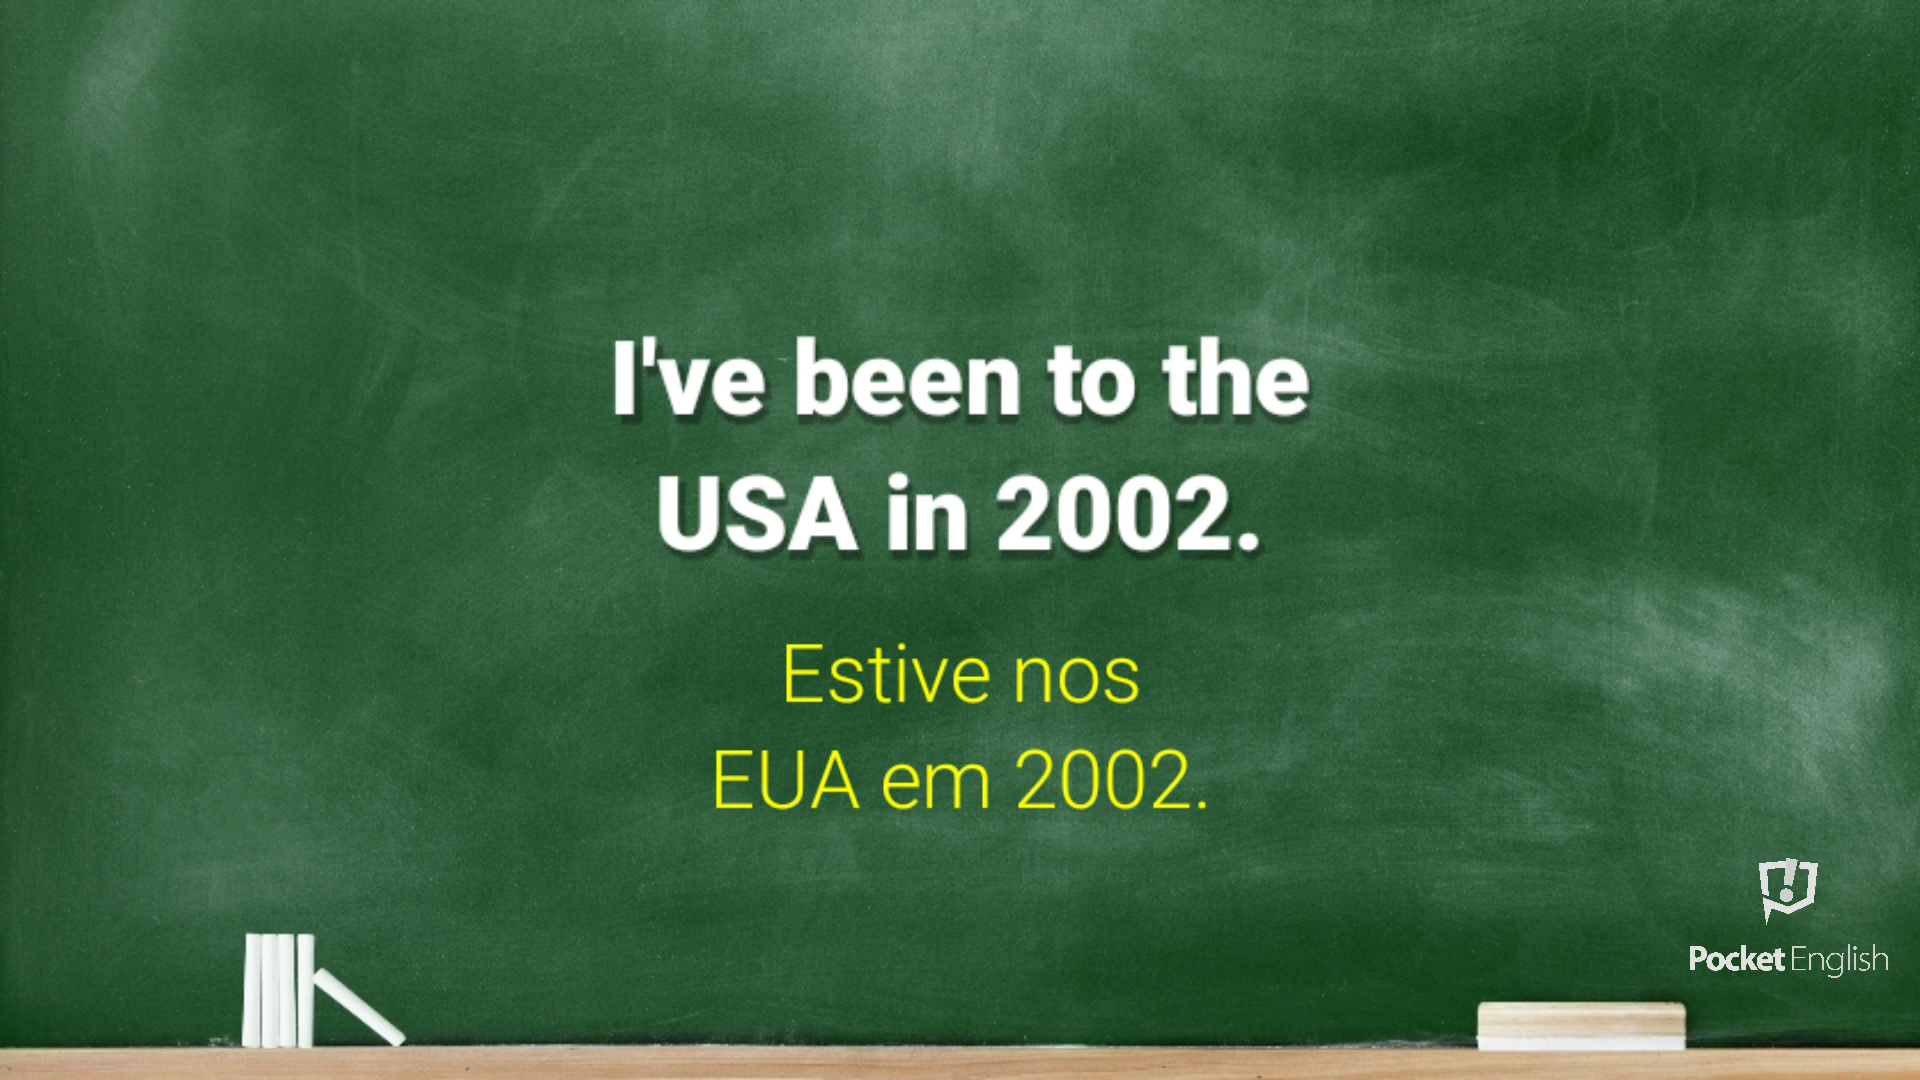 I've been to the
USA in 2002.
Estive nos
EUA em 2002.
Pocket English